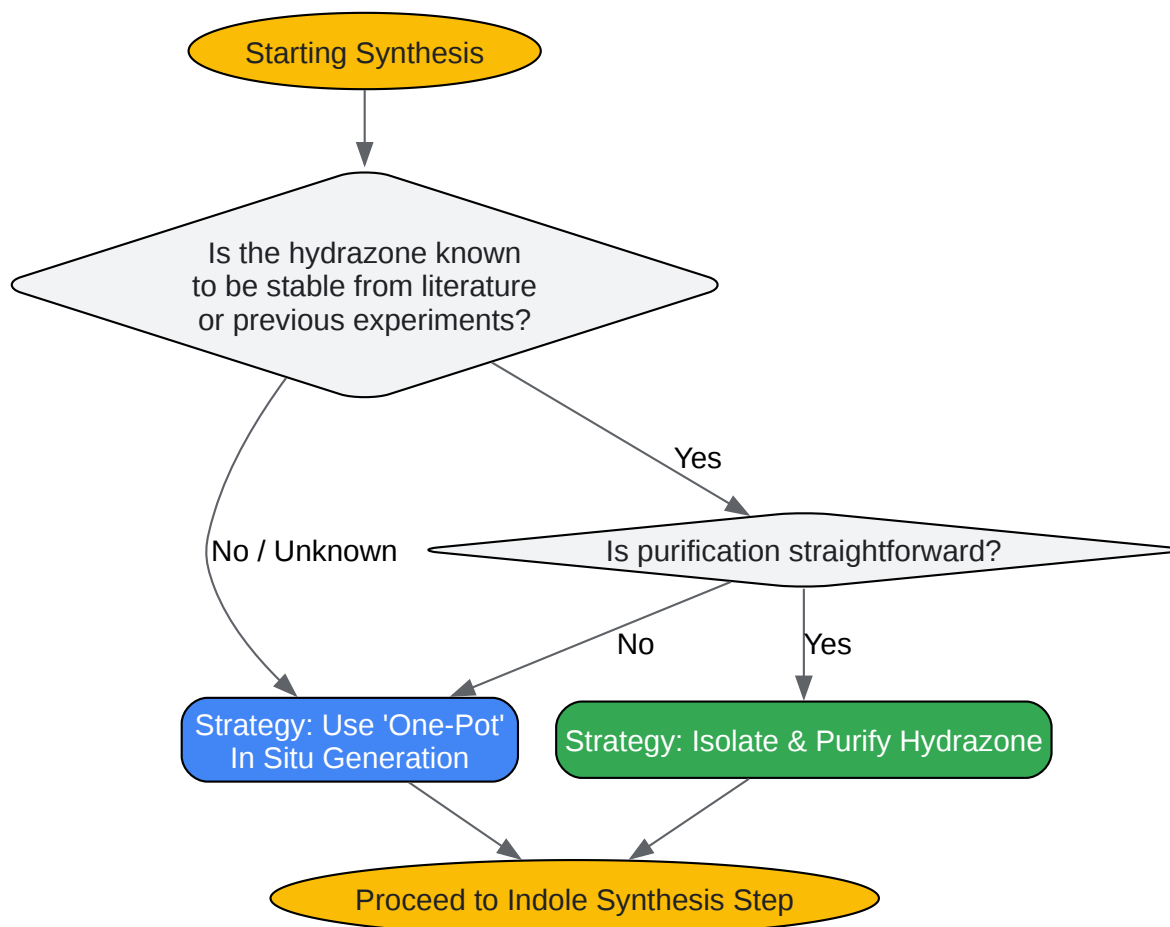 Starting Synthesis
Is the hydrazone known
to be stable from literature
or previous experiments?
Yes
No / Unknown
Is purification straightforward?
No
Yes
Strategy: Use 'One-Pot'
In Situ Generation
Strategy: Isolate & Purify Hydrazone
Proceed to Indole Synthesis Step